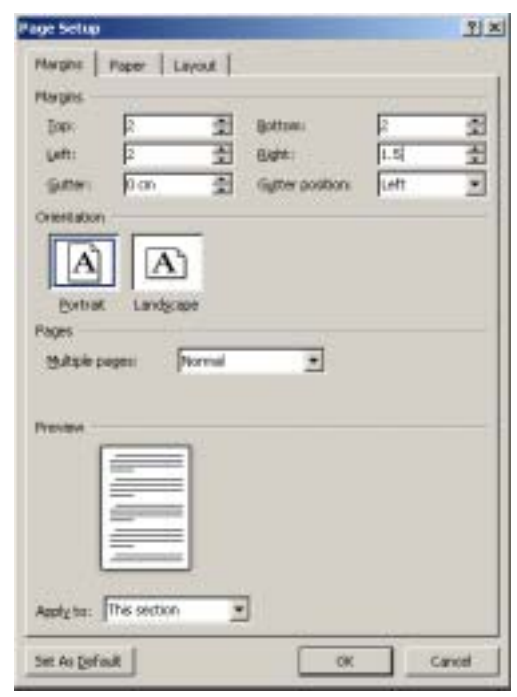 Page Setup
Margins Paper Layout
Margins
Top: 2 Bottom: 2
Left: 2 Right: 1.5
Gutter: 0 cm Gutter position: Left
Orientation
A A
Portrait Landscape
Pages
Multiple pages: Normal
Preview
Apply to: This section
Set As Default OK Cancel